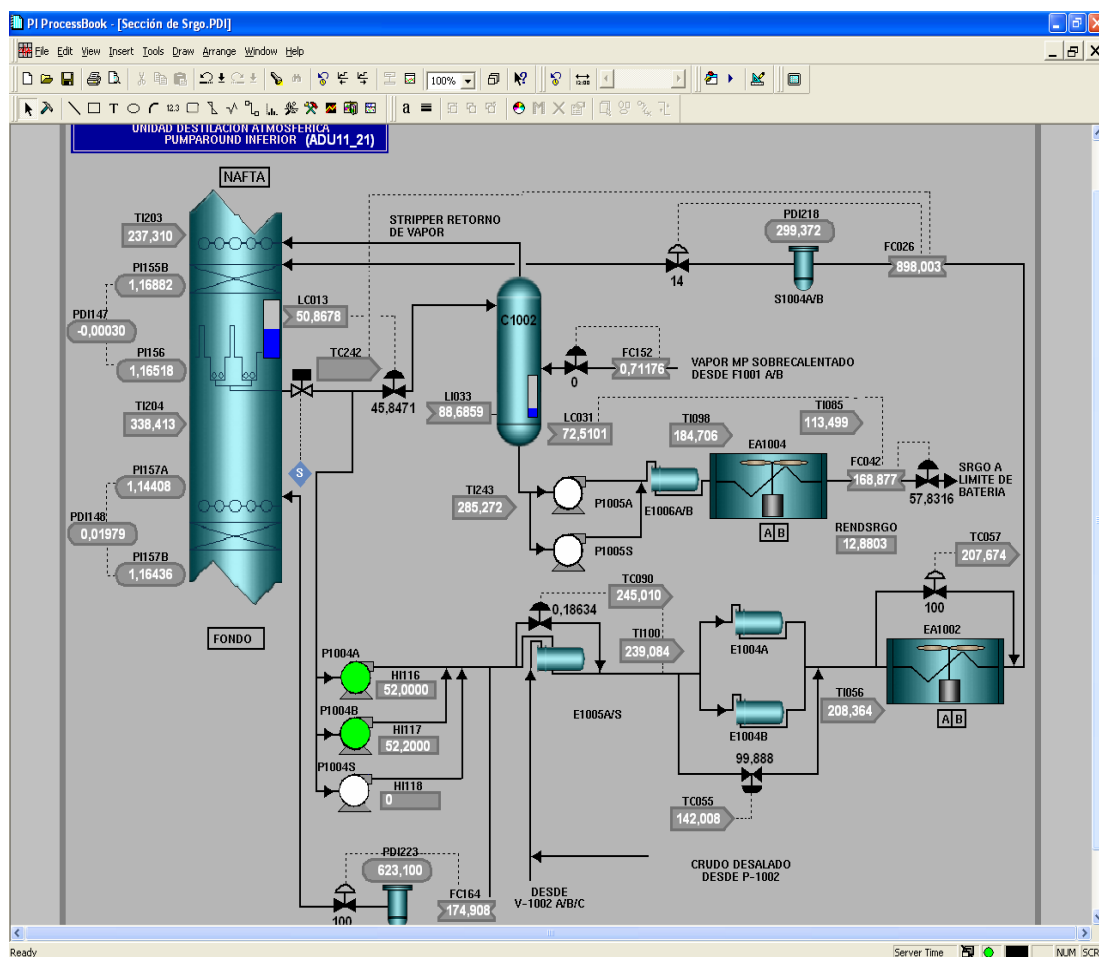 PI ProcessBook - [Sección de Srgo.PDI]
File Edit View Insert Tools Draw Arrange Window Help
100%
UNIDAD DESTILACION ATMOSFERICA
PUMPAROUND INFERIOR (ADU11_21)
NAFTA
TI203
237,310
STRIPPER RETORNO
DE VAPOR
PDI218
299,372
FC026
898,003
14
S1004A/B
PI155B
1,16882
LC013
50,8678
PDI147
-0,00030
PI156
1,16518
TC242
45,8471
C1002
FC152
0,71176
0
VAPOR MP SOBRECALENTADO
DESDE F1001 A/B
LI033
88,6859
LC031
72,5101
TI204
338,413
TI098
184,706
TI085
113,499
EA1004
FC042
168,877
57,8316
SRGO A
LIMITE DE
BATERIA
S
PI157A
1,14408
TI243
285,272
P1005A
E1006A/B
A B
PDI148
0,01979
P1005S
RENDSRGO
12,8803
PI157B
1,16436
TC057
207,674
100
TC090
245,010
0,18634
FONDO
TI100
239,084
E1004A
EA1002
P1004A
HI116
52,0000
P1004B
HI117
52,2000
E1005A/S
E1004B
TI056
208,364
A B
P1004S
HI118
0
99,888
TC055
142,008
PDI223
623,100
FC164
174,908
100
DESDE
V-1002 A/B/C
CRUDO DESALADO
DESDE P-1002
Ready
Server Time
NUM
SCR